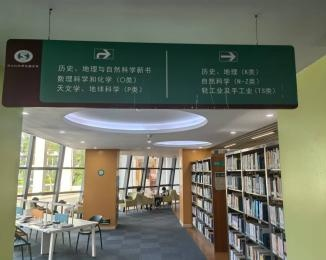 历史、地理与自然科学新书
数理科学和化学（O类）
天文学、地球科学（P类）
历史、地理（K类）
自然科学（N-Z类）
轻工业及手工业（TS类）